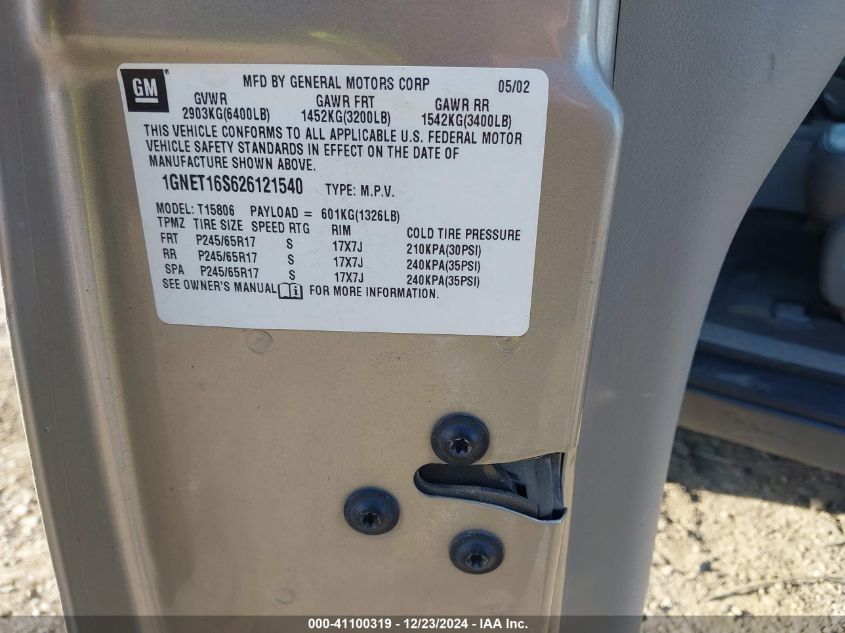 GM MFD BY GENERAL MOTORS CORP 05/02
GVWR GAWR FRT GAWR RR
2903KG(6400LB) 1452KG(3200LB) 1542KG(3400LB)
THIS VEHICLE CONFORMS TO ALL APPLICABLE U.S. FEDERAL MOTOR
VEHICLE SAFETY STANDARDS IN EFFECT ON THE DATE OF
MANUFACTURE SHOWN ABOVE.
1GNET16S626121540 TYPE: M.P.V.
MODEL: T15806 PAYLOAD = 601KG(1326LB)
TPMZ TIRE SIZE SPEED RTG RIM COLD TIRE PRESSURE
FRT P245/65R17 S 17X7J 210KPA(30PSI)
RR P245/65R17 S 17X7J 240KPA(35PSI)
SPA P245/65R17 S 17X7J 240KPA(35PSI)
SEE OWNER'S MANUAL FOR MORE INFORMATION.
000-41100319 - 12/23/2024 - IAA Inc.